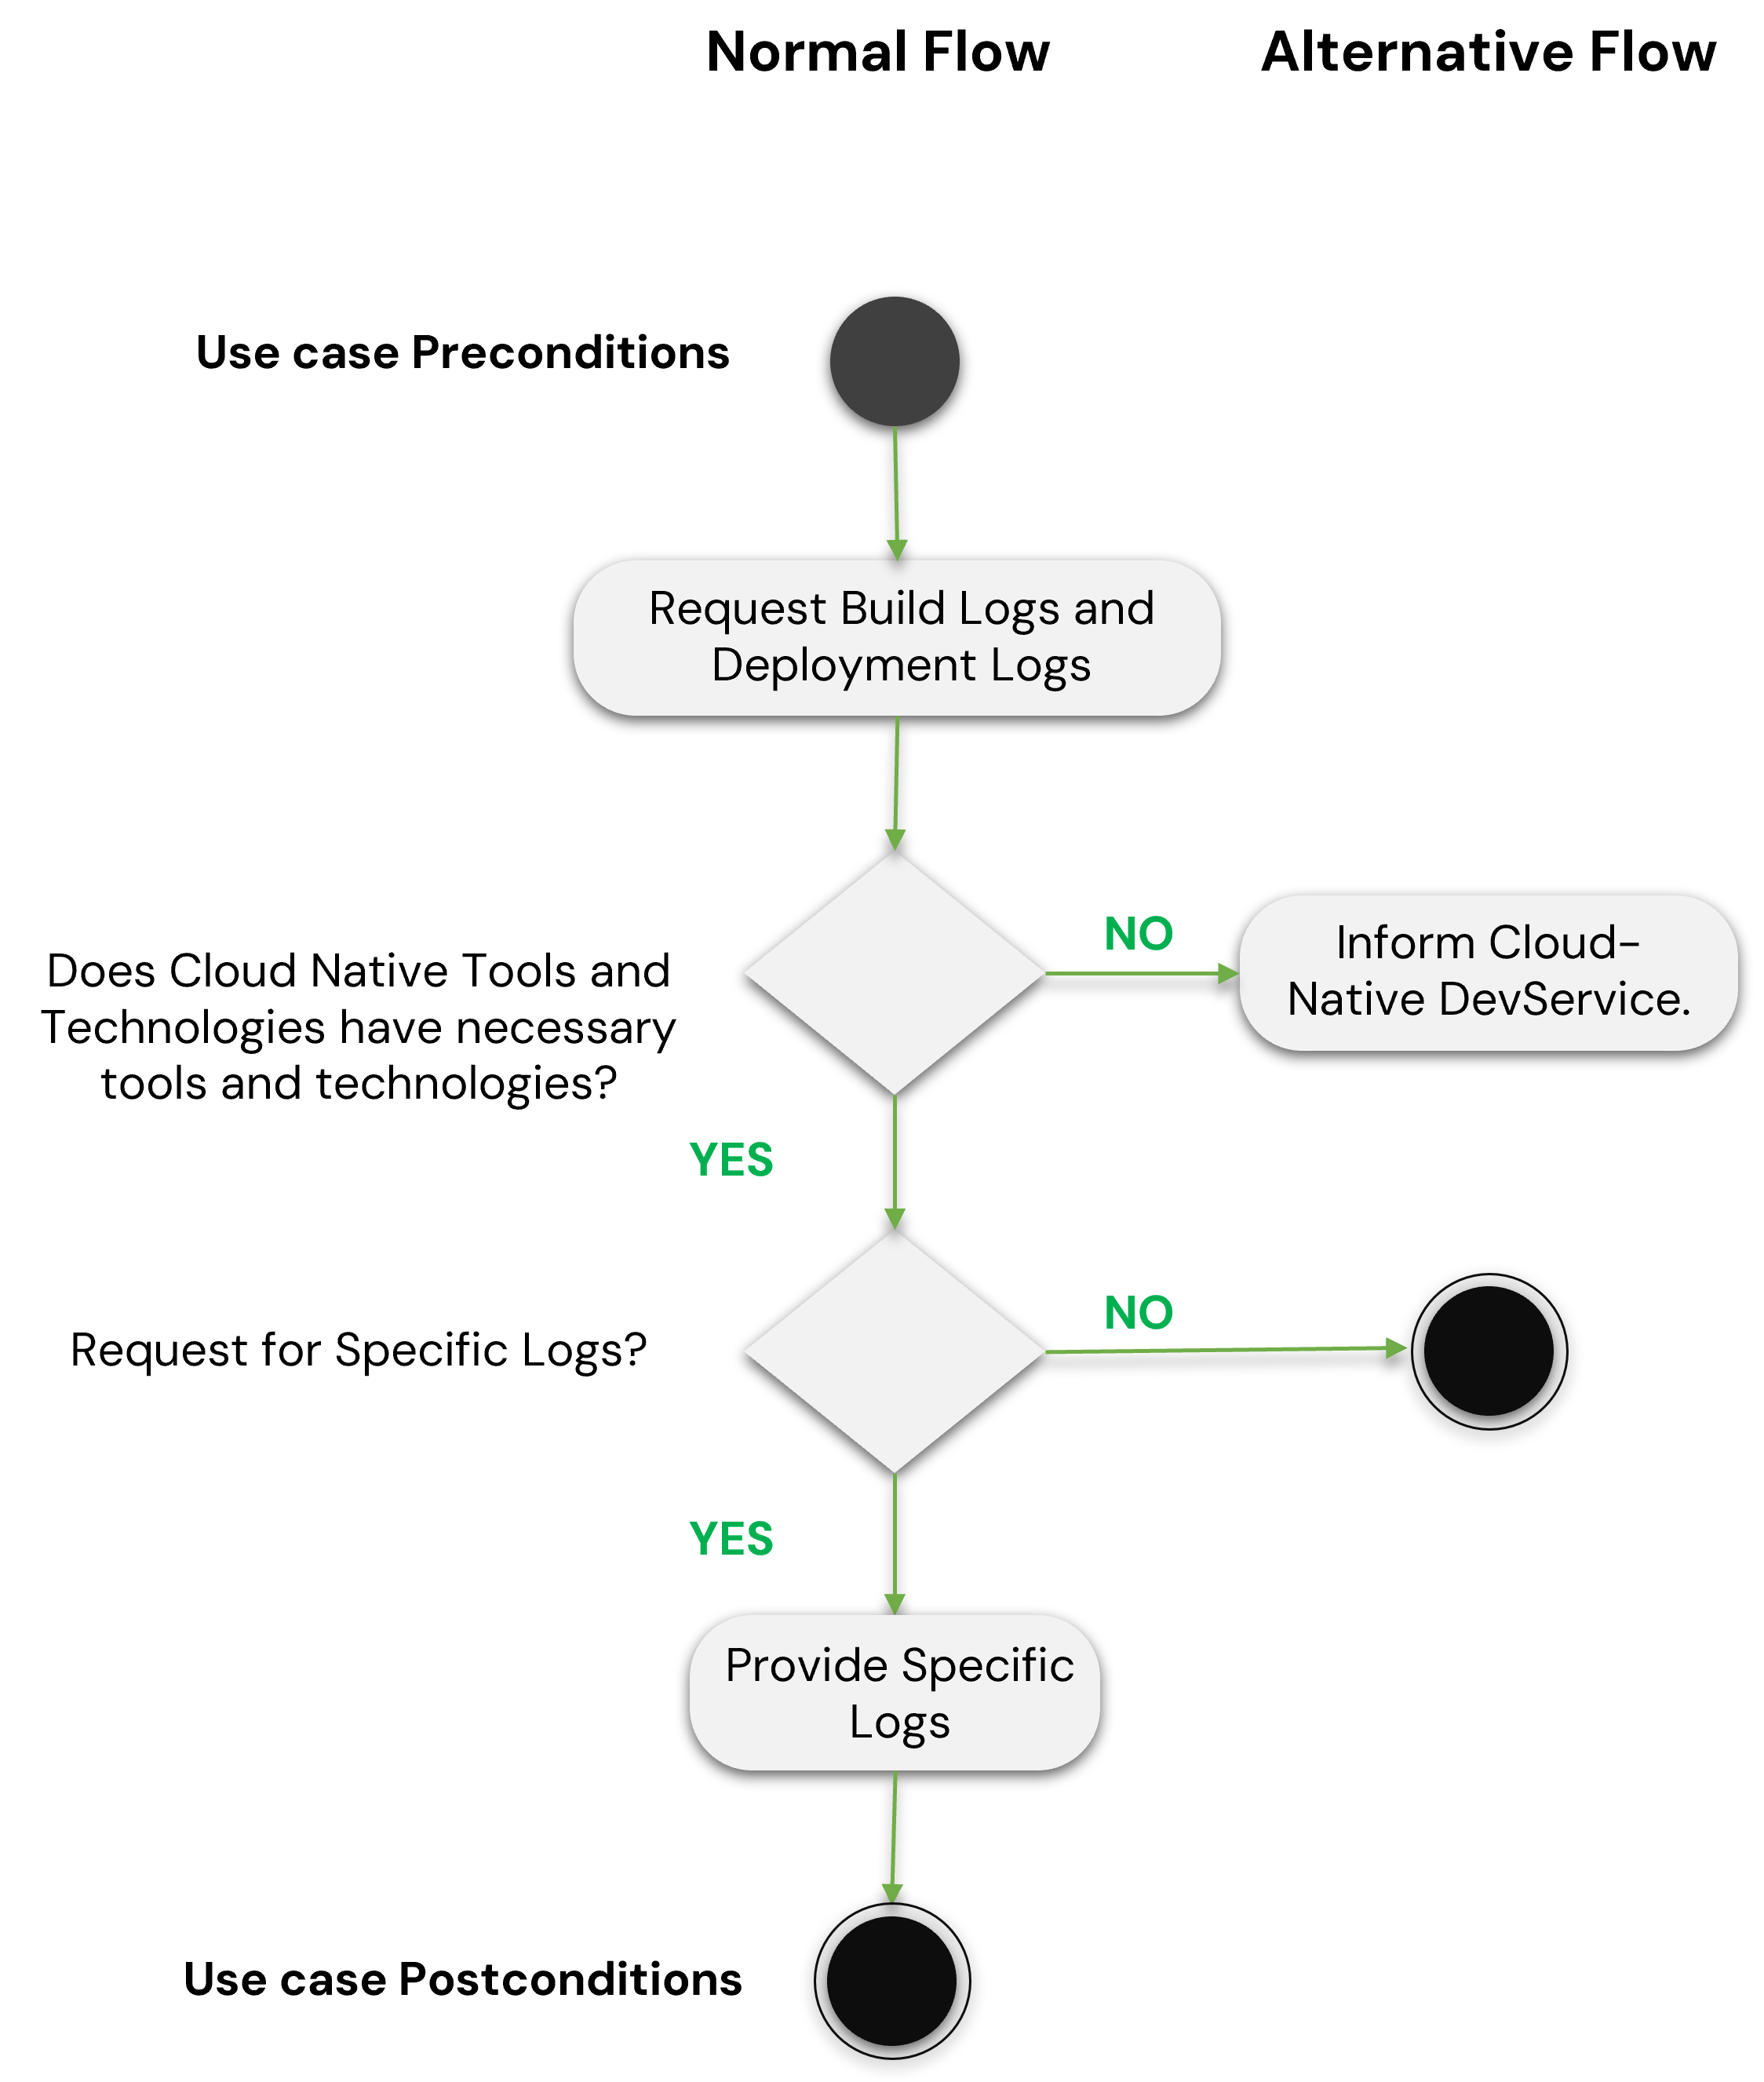 Normal Flow
Alternative Flow
Use case Preconditions
Request Build Logs and
Deployment Logs
Does Cloud Native Tools and
Technologies have necessary
tools and technologies?
NO
Inform Cloud-
Native DevService.
YES
Request for Specific Logs?
NO
YES
Provide Specific
Logs
Use case Postconditions